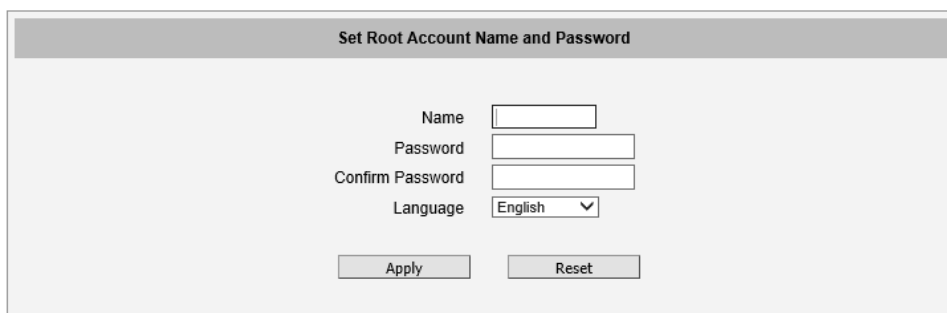 Set Root Account Name and Password
Name
Password
Confirm Password
Language English
Apply Reset